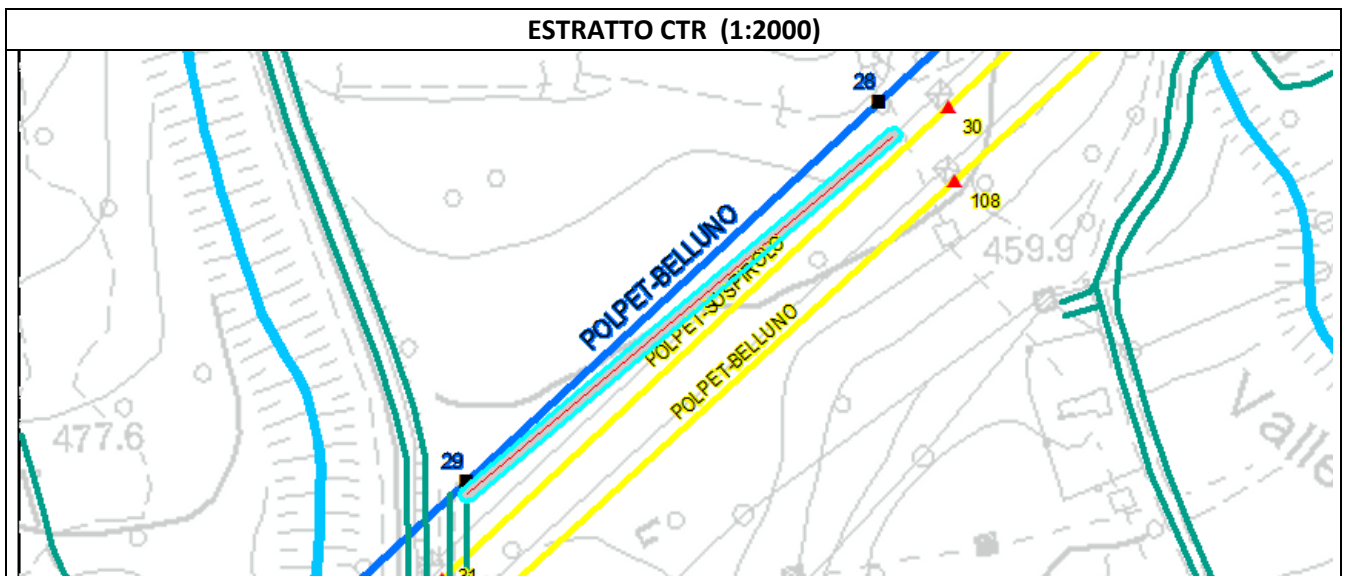 ESTRATTO CTR (1:2000)
28
30
108
POLPET-BELLUNO
459.9
POLPET-SOSPIROLO
POLPET-BELLUNO
477.6
Valle
29
31